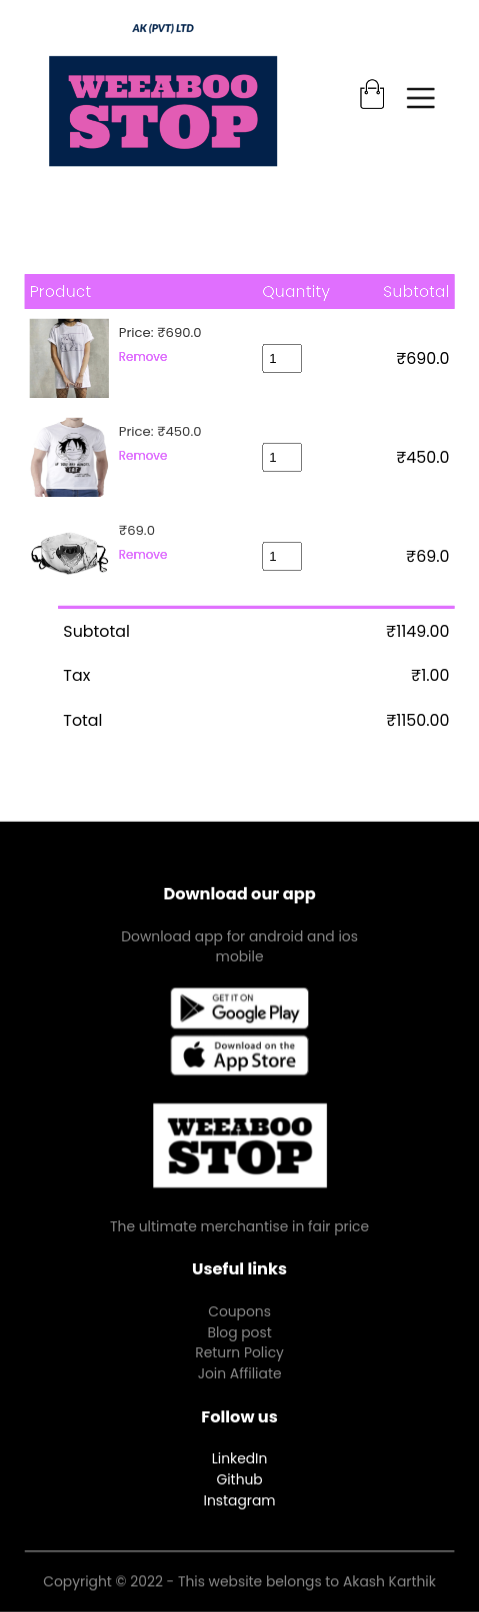 AK (PVT) LTD
WEEABOO
STOP
Product Quantity Subtotal
Price: ₹690.0
Remove
1
₹690.0
Price: ₹450.0
Remove
1
₹450.0
₹69.0
Remove
1
₹69.0
Subtotal ₹1149.00
Tax ₹1.00
Total ₹1150.00
Download our app
Download app for android and ios
mobile
GET IT ON
Google Play
Download on the
App Store
WEEABOO
STOP
The ultimate merchantise in fair price
Useful links
Coupons
Blog post
Return Policy
Join Affiliate
Follow us
LinkedIn
Github
Instagram
Copyright © 2022 - This website belongs to Akash Karthik